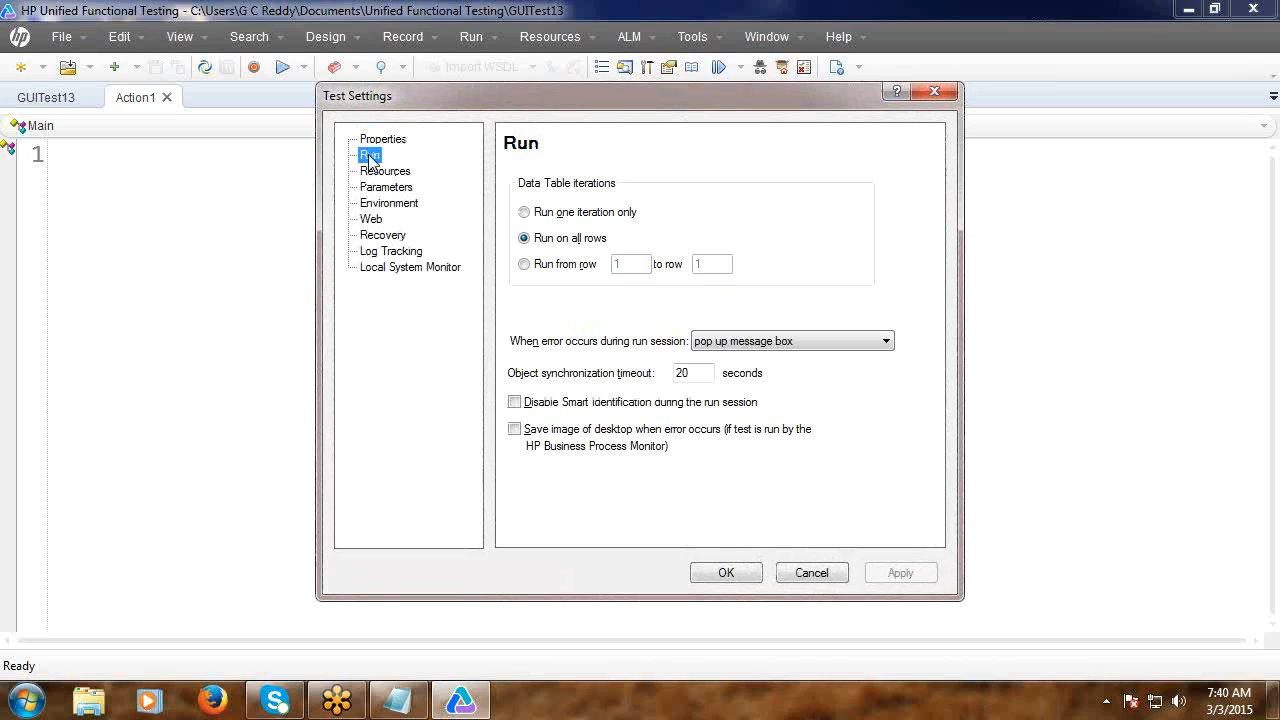 HP Unified Functional Testing - C:\Users\G C Reddy\Documents\Unified Functional Testing\GUITest13
hp File Edit View Search Design Record Run Resources ALM Tools Window Help
Import WSDL
GUITest13 Action1
Main
1
Test Settings
Properties
Run
Resources
Parameters
Environment
Web
Recovery
Log Tracking
Local System Monitor
Run
Data Table iterations
Run one iteration only
Run on all rows
Run from row 1 to row 1
When error occurs during run session: pop up message box
Object synchronization timeout: 20 seconds
Disable Smart identification during the run session
Save image of desktop when error occurs (if test is run by the
HP Business Process Monitor)
OK Cancel Apply
Ready
7:40 AM
3/3/2015